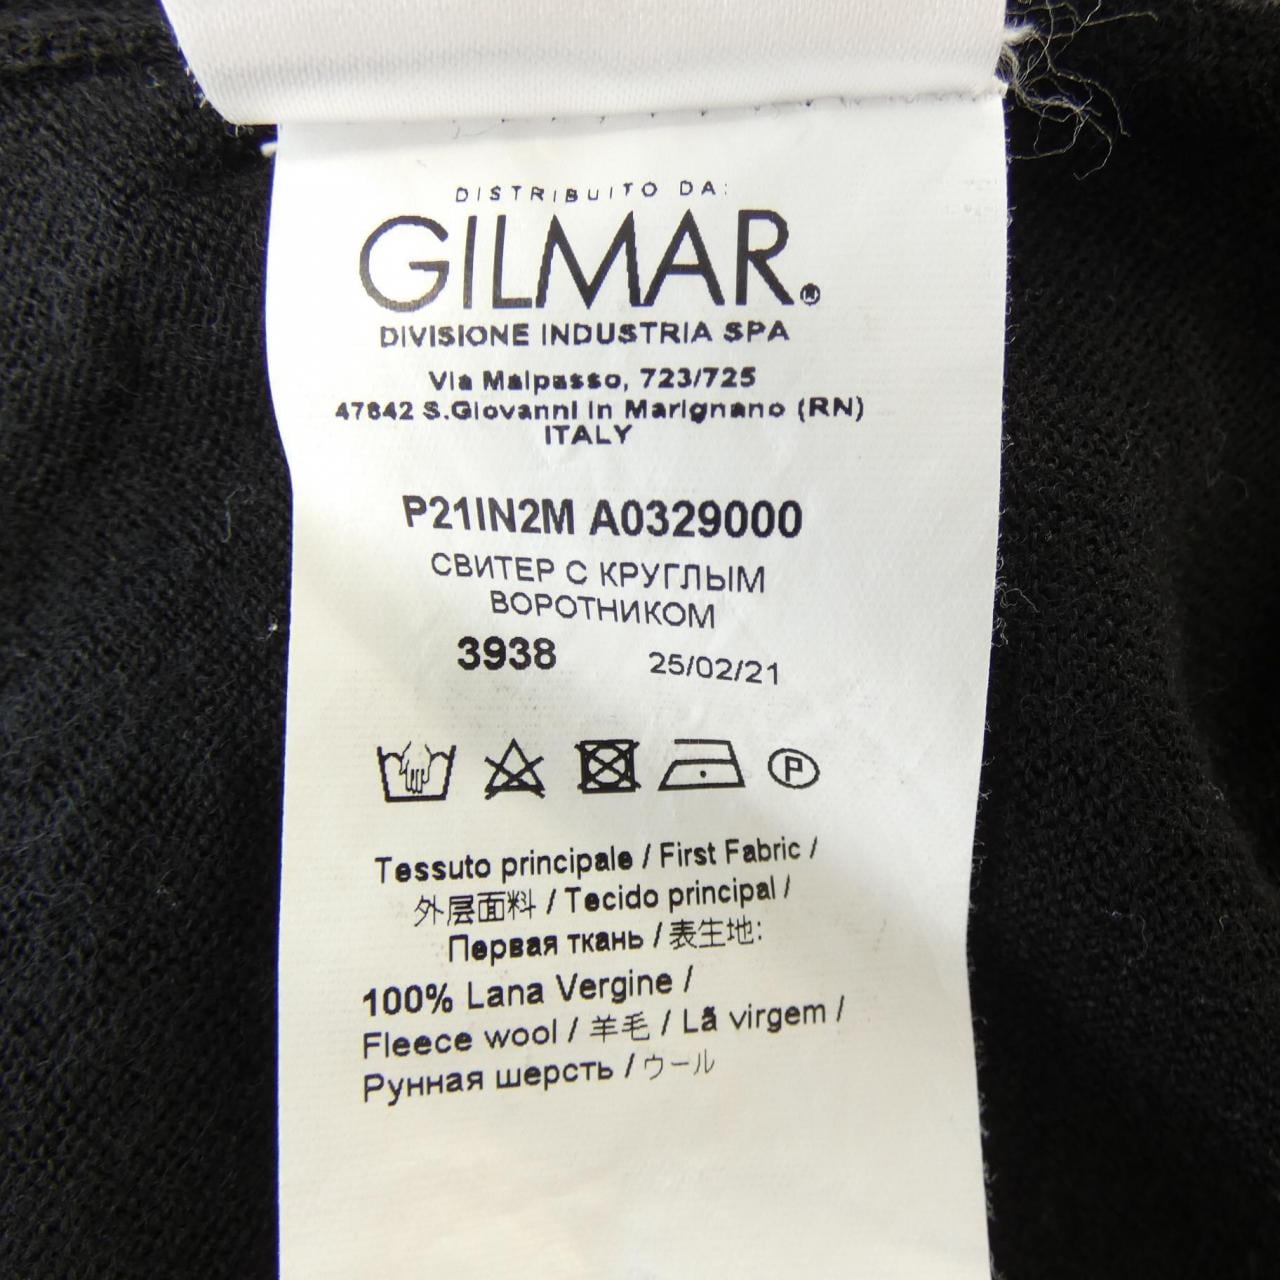 DISTRIBUITO DA:
GILMAR.®
DIVISIONE INDUSTRIA SPA
Via Malpasso, 723/725
47842 S.Giovanni in Marignano (RN)
ITALY
P21IN2M A0329000
СВИТЕР С КРУГЛЫМ
ВОРОТНИКОМ
3938 25/02/21
P
Tessuto principale / First Fabric /
外层面料 / Tecido principal /
Первая ткань / 表生地:
100% Lana Vergine /
Fleece wool / 羊毛 / Lã virgem /
Рунная шерсть / ウール